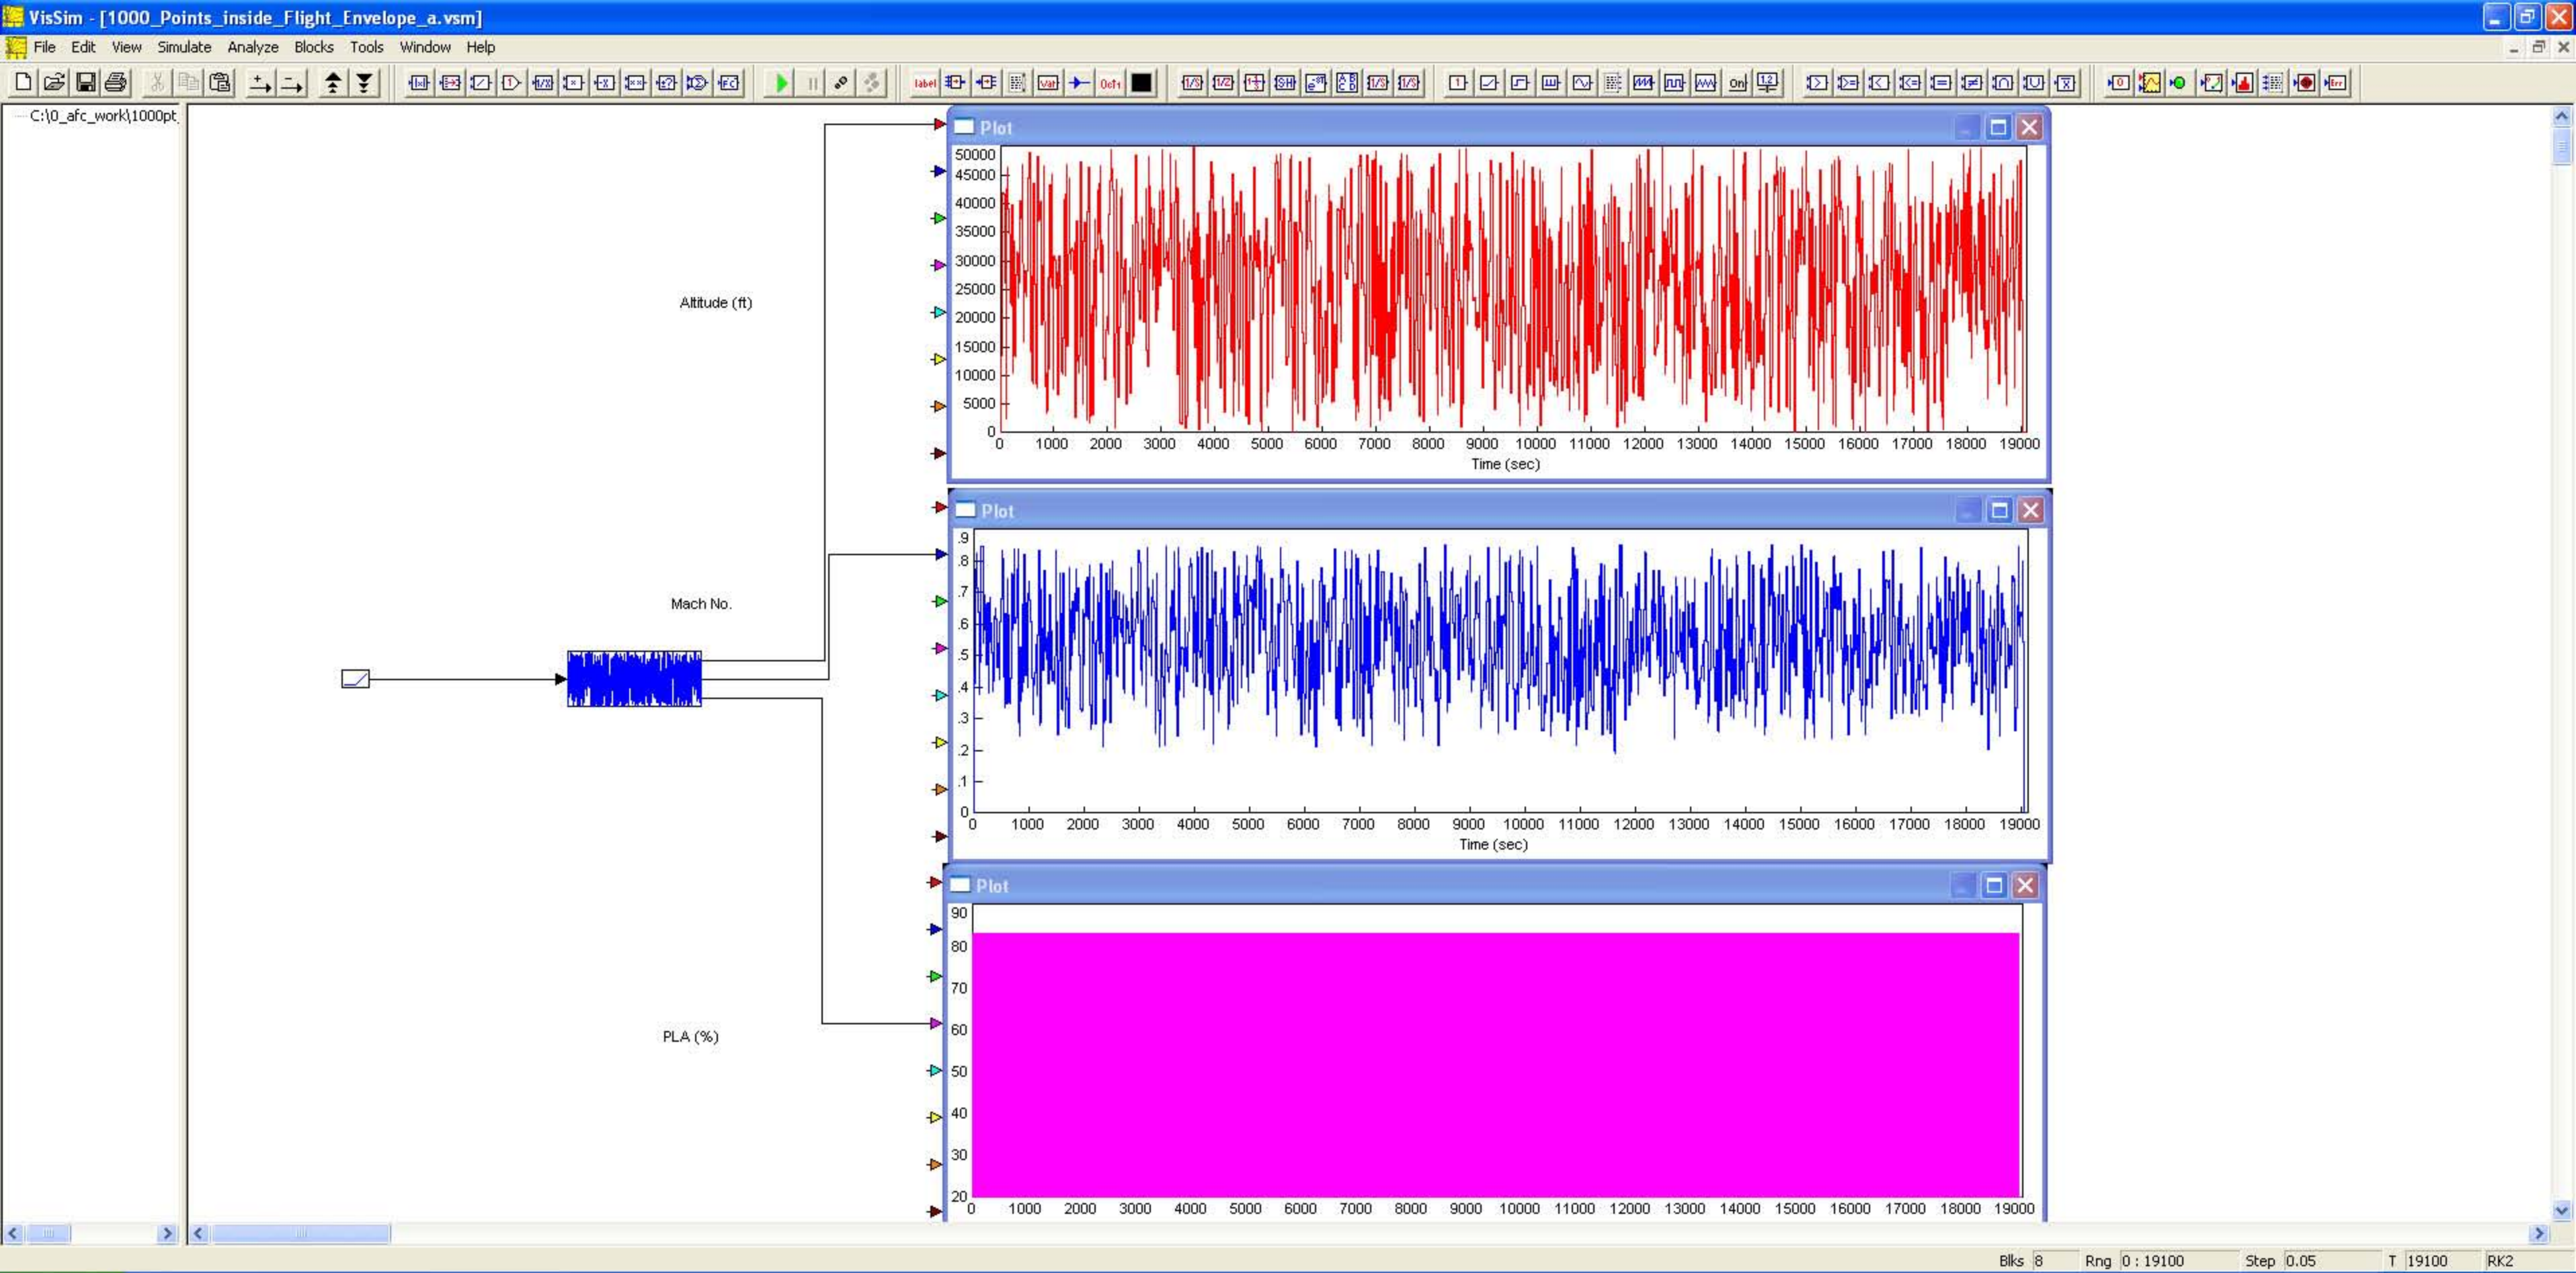 VisSim - [1000_Points_inside_Flight_Envelope_a.vsm]
File Edit View Simulate Analyze Blocks Tools Window Help
C:\0_afc_work\1000pt
Plot
50000
45000
40000
35000
30000
25000
20000
15000
10000
5000
0
0 1000 2000 3000 4000 5000 6000 7000 8000 9000 10000 11000 12000 13000 14000 15000 16000 17000 18000 19000
Time (sec)
Altitude (ft)
Plot
.9
.8
.7
.6
.5
.4
.3
.2
.1
0
0 1000 2000 3000 4000 5000 6000 7000 8000 9000 10000 11000 12000 13000 14000 15000 16000 17000 18000 19000
Time (sec)
Mach No.
Plot
90
80
70
60
50
40
30
20
0 1000 2000 3000 4000 5000 6000 7000 8000 9000 10000 11000 12000 13000 14000 15000 16000 17000 18000 19000
PLA (%)
Blks 8 Rng 0 : 19100 Step 0.05 T 19100 RK2